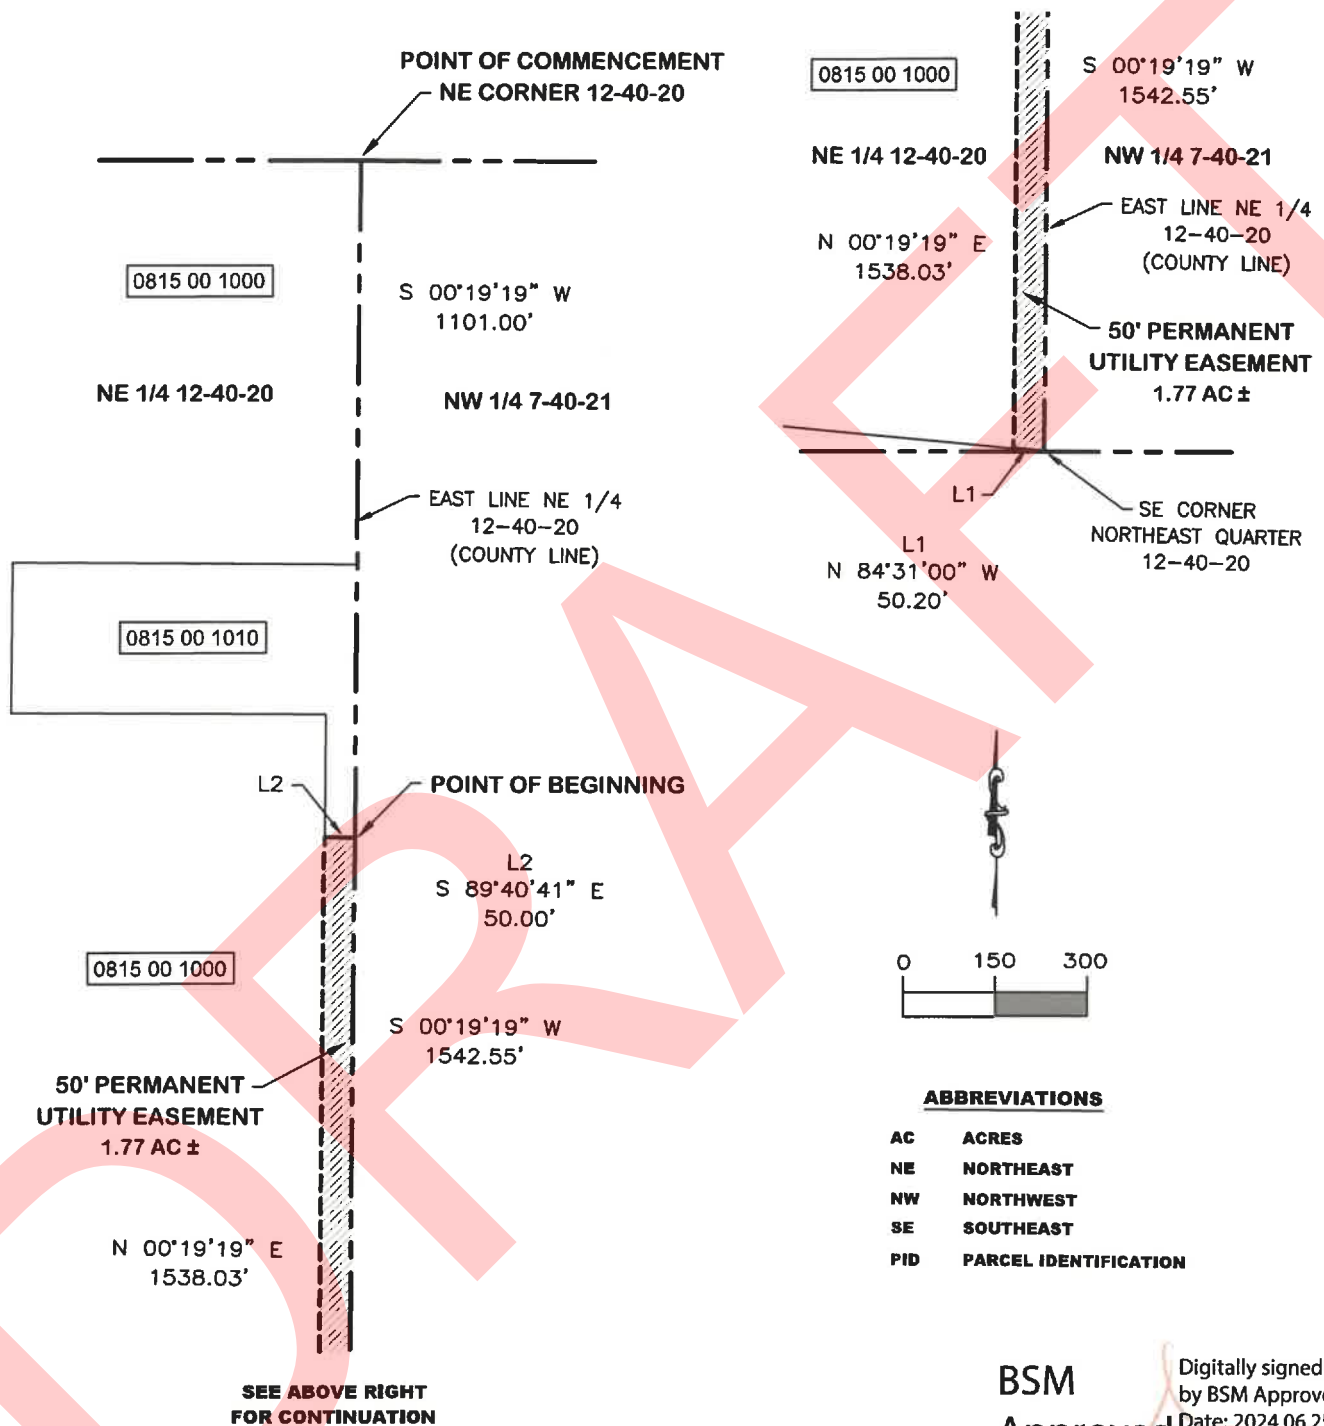 POINT OF COMMENCEMENT
NE CORNER 12-40-20
0815 00 1000
S 00°19'19" W
1101.00'
NE 1/4 12-40-20
NW 1/4 7-40-21
EAST LINE NE 1/4
12-40-20
(COUNTY LINE)
0815 00 1010
L2
POINT OF BEGINNING
L2
S 89°40'41" E
50.00'
0815 00 1000
S 00°19'19" W
1542.55'
50' PERMANENT
UTILITY EASEMENT
1.77 AC ±
N 00°19'19" E
1538.03'
SEE ABOVE RIGHT
FOR CONTINUATION
0815 00 1000
S 00°19'19" W
1542.55'
NE 1/4 12-40-20
NW 1/4 7-40-21
EAST LINE NE 1/4
12-40-20
(COUNTY LINE)
N 00°19'19" E
1538.03'
50' PERMANENT
UTILITY EASEMENT
1.77 AC ±
L1
SE CORNER
NORTHEAST QUARTER
12-40-20
L1
N 84°31'00" W
50.20'
0 150 300
ABBREVIATIONS
AC ACRES
NE NORTHEAST
NW NORTHWEST
SE SOUTHEAST
PID PARCEL IDENTIFICATION
BSM
Digitally signed
by BSM
Date:
DRAFT